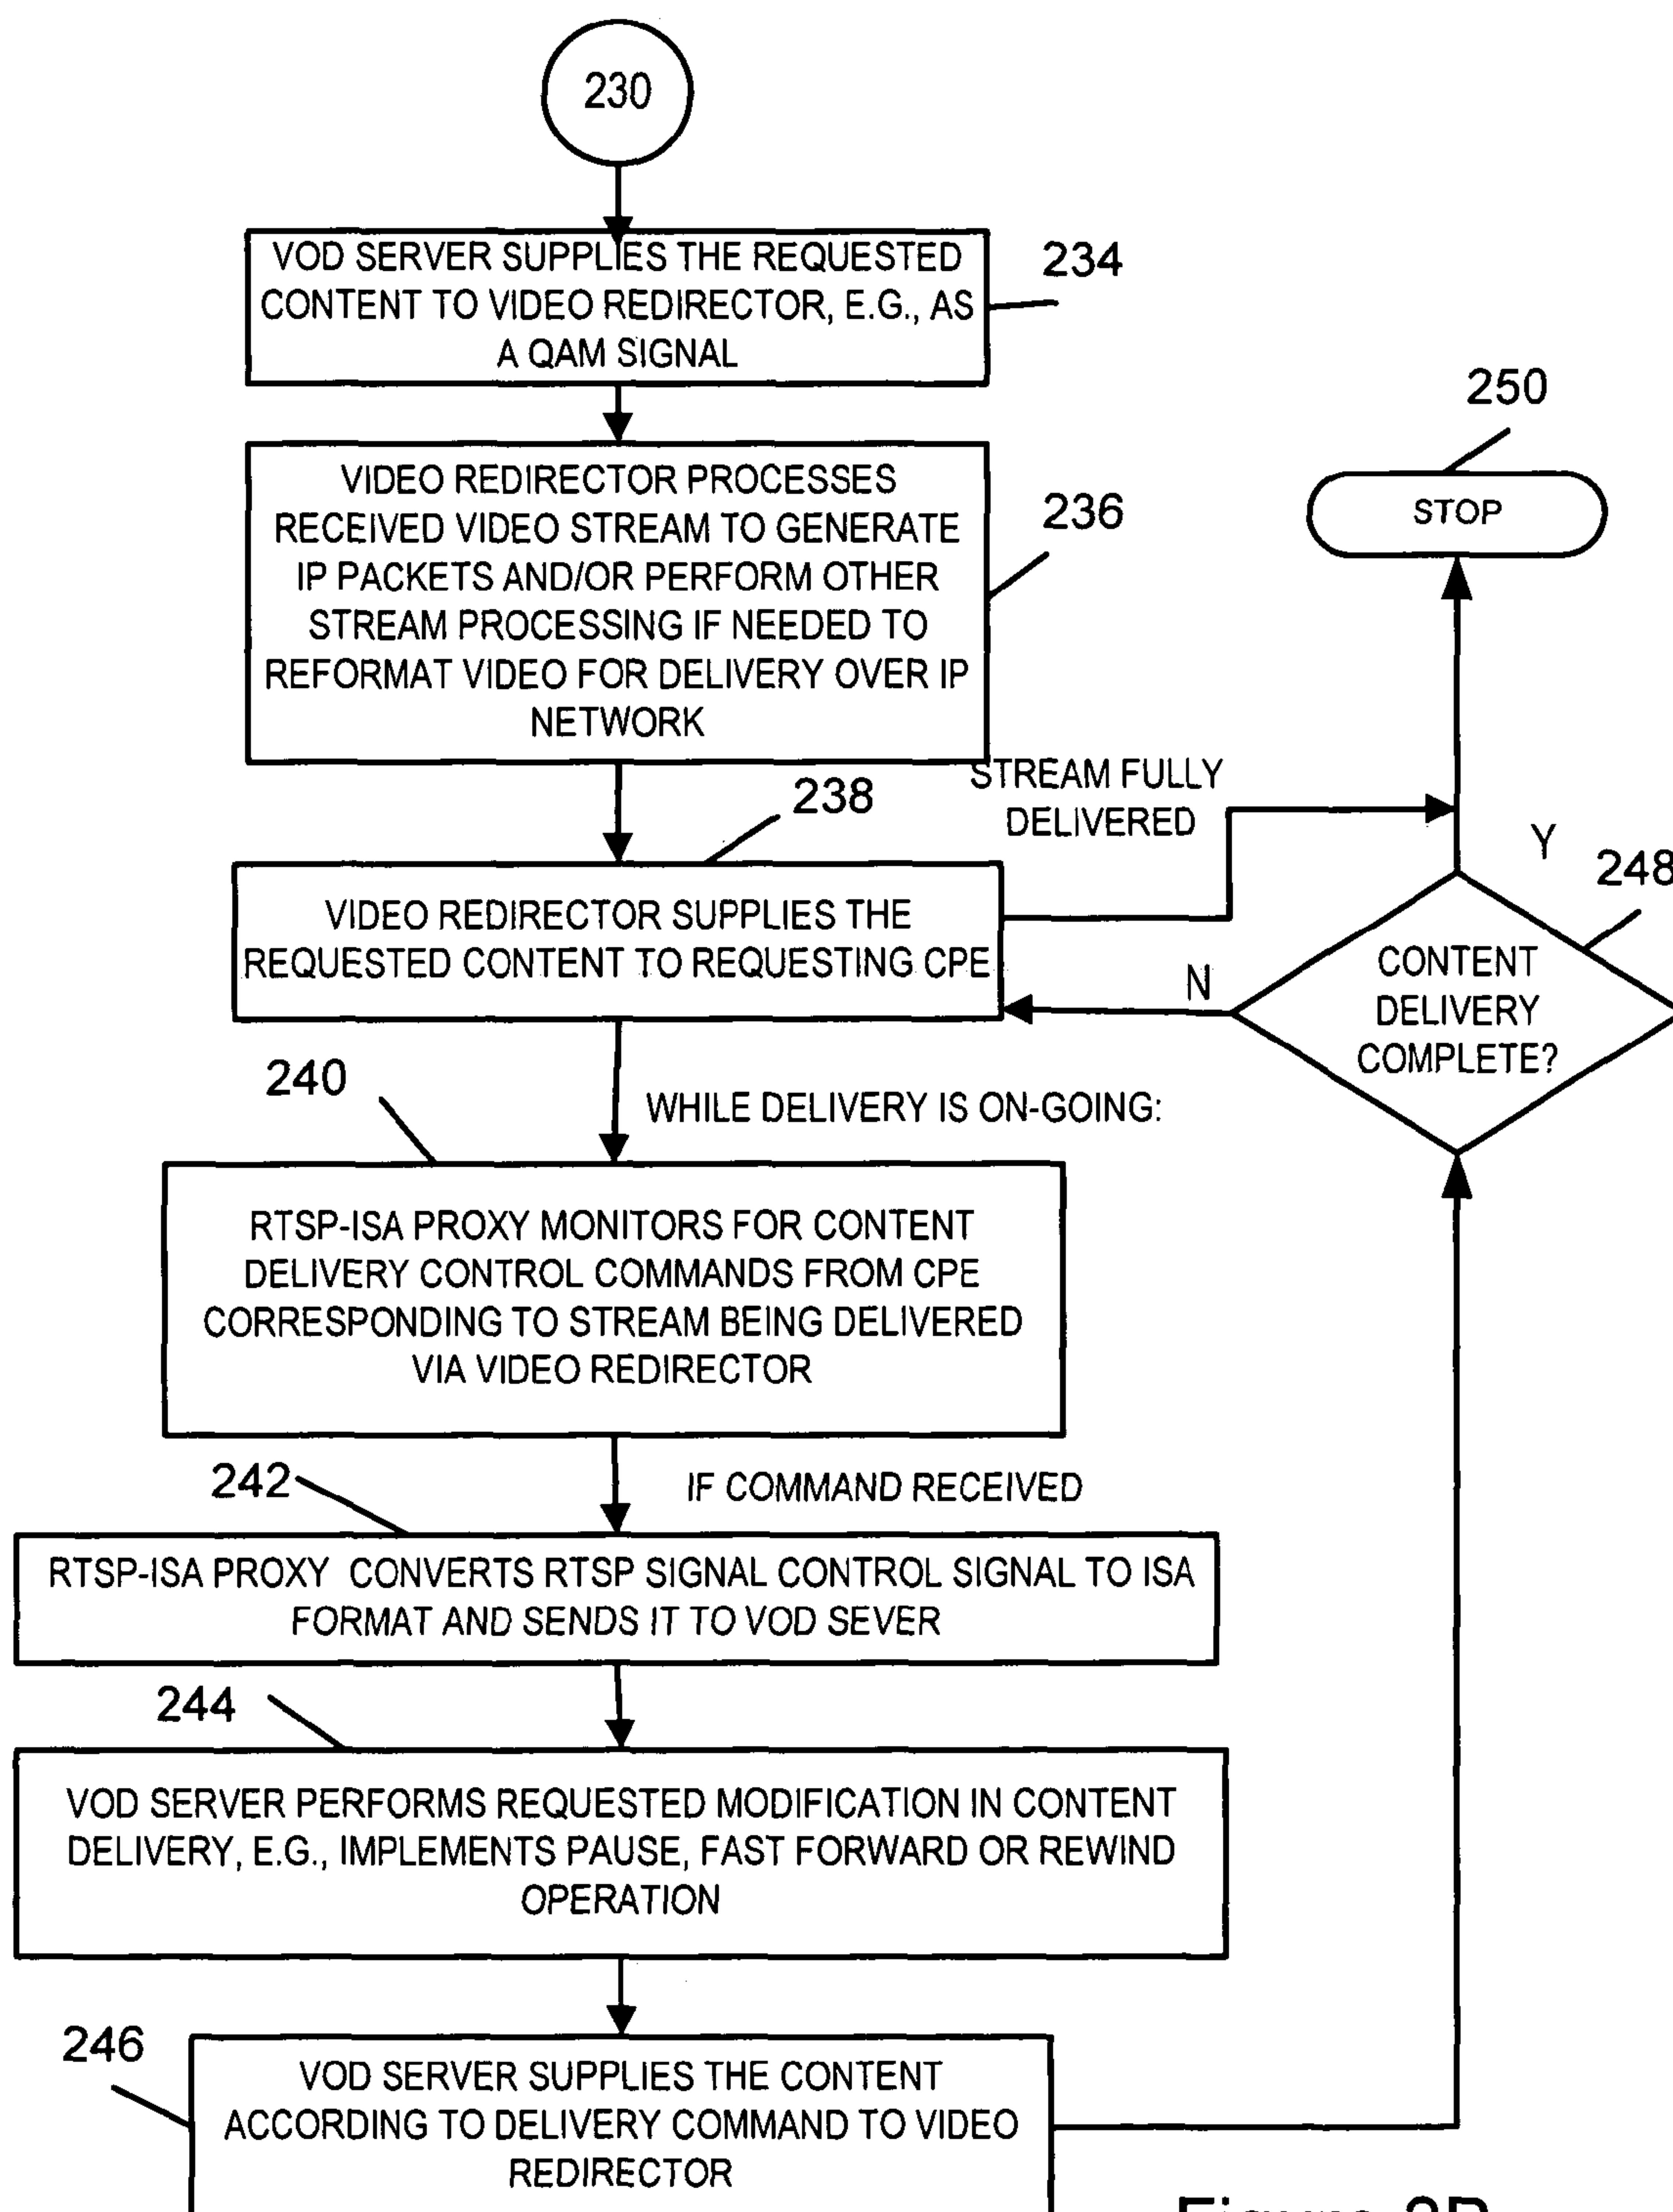 230
VOD SERVER SUPPLIES THE REQUESTED
CONTENT TO VIDEO REDIRECTOR, E.G., AS
A QAM SIGNAL
234
VIDEO REDIRECTOR PROCESSES
RECEIVED VIDEO STREAM TO GENERATE
IP PACKETS AND/OR PERFORM OTHER
STREAM PROCESSING IF NEEDED TO
REFORMAT VIDEO FOR DELIVERY OVER IP
NETWORK
236
250
STOP
STREAM FULLY
DELIVERED
238
VIDEO REDIRECTOR SUPPLIES THE
REQUESTED CONTENT TO REQUESTING CPE
Y
248
CONTENT
DELIVERY
COMPLETE?
N
240
WHILE DELIVERY IS ON-GOING:
RTSP-ISA PROXY MONITORS FOR CONTENT
DELIVERY CONTROL COMMANDS FROM CPE
CORRESPONDING TO STREAM BEING DELIVERED
VIA VIDEO REDIRECTOR
242
IF COMMAND RECEIVED
RTSP-ISA PROXY CONVERTS RTSP SIGNAL CONTROL SIGNAL TO ISA
FORMAT AND SENDS IT TO VOD SEVER
244
VOD SERVER PERFORMS REQUESTED MODIFICATION IN CONTENT
DELIVERY, E.G., IMPLEMENTS PAUSE, FAST FORWARD OR REWIND
OPERATION
246
VOD SERVER SUPPLIES THE CONTENT
ACCORDING TO DELIVERY COMMAND TO VIDEO
REDIRECTOR
Figure